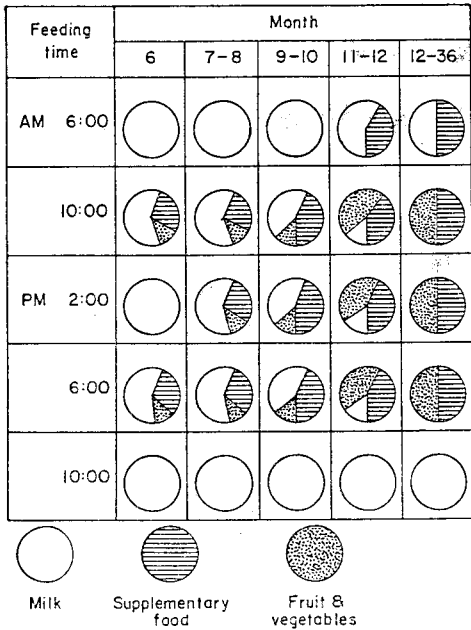 Feeding time
Month
6
7-8
9-10
11-12
12-36
AM 6:00
10:00
PM 2:00
6:00
10:00
Milk
Supplementary food
Fruit & vegetables